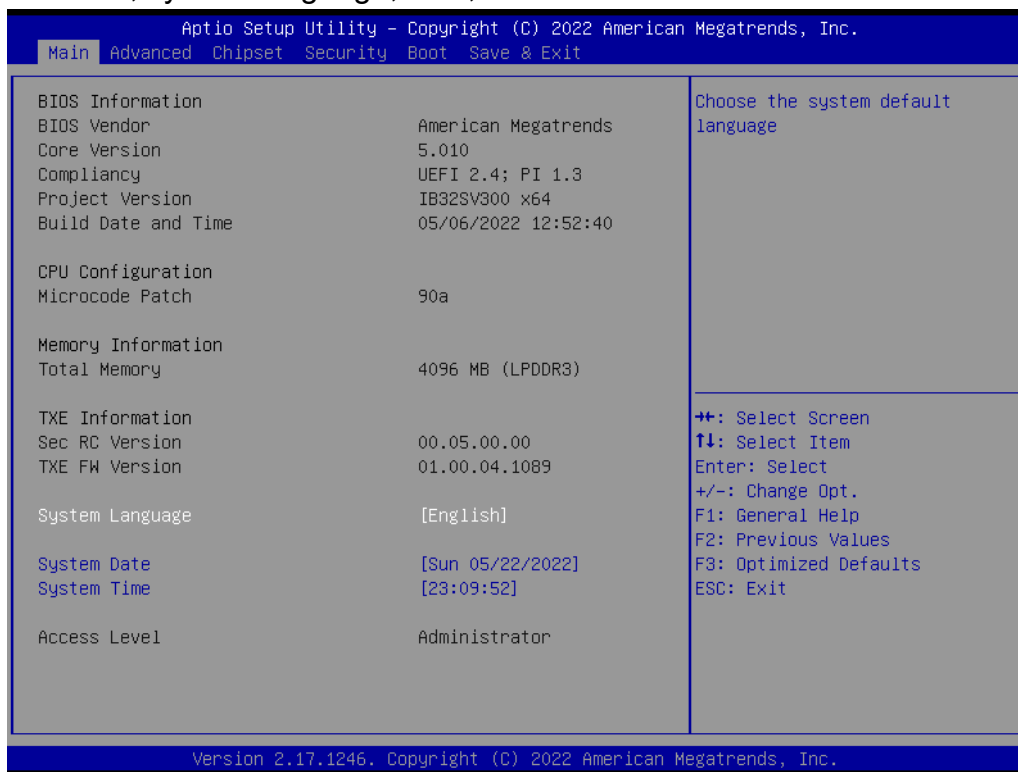 Aptio Setup Utility – Copyright (C) 2022 American Megatrends, Inc.
Main Advanced Chipset Security Boot Save & Exit
BIOS Information
BIOS Vendor American Megatrends
Core Version 5.010
Compliancy UEFI 2.4; PI 1.3
Project Version IB32SV300 x64
Build Date and Time 05/06/2022 12:52:40
CPU Configuration
Microcode Patch 90a
Memory Information
Total Memory 4096 MB (LPDDR3)
TXE Information
Sec RC Version 00.05.00.00
TXE FW Version 01.00.04.1089
System Language [English]
System Date [Sun 05/22/2022]
System Time [23:09:52]
Access Level Administrator
Choose the system default
language
→←: Select Screen
↑↓: Select Item
Enter: Select
+/-: Change Opt.
F1: General Help
F2: Previous Values
F3: Optimized Defaults
ESC: Exit
Version 2.17.1246. Copyright (C) 2022 American Megatrends, Inc.